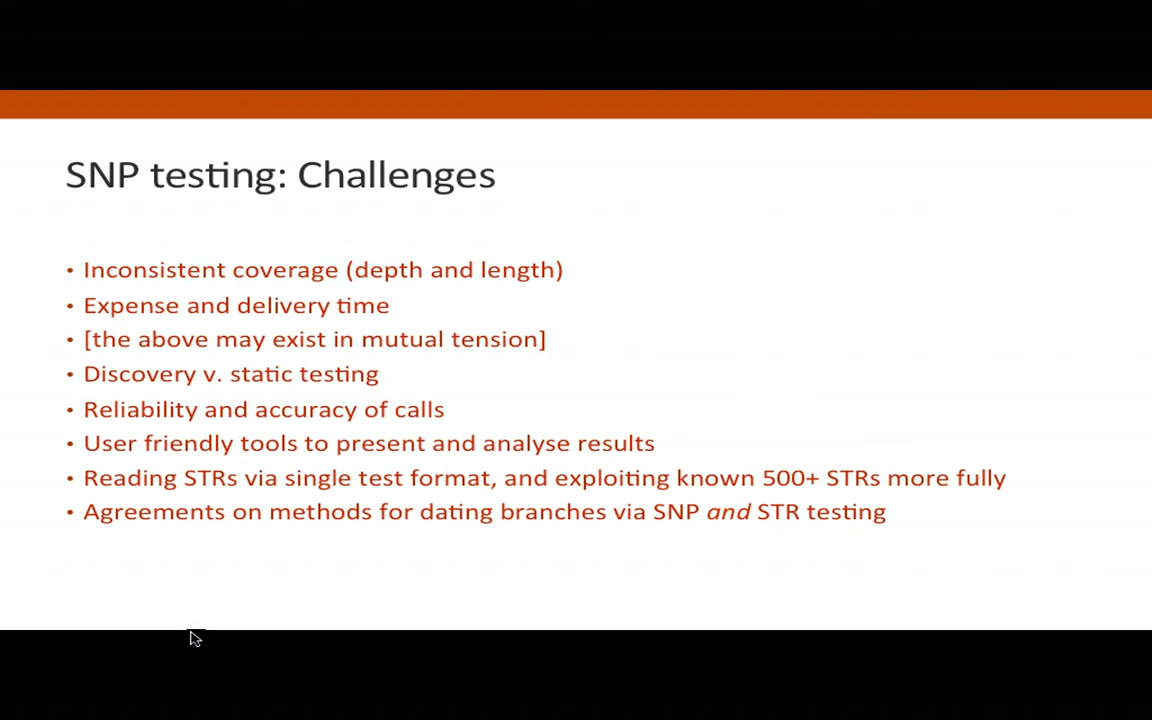 SNP testing: Challenges
• Inconsistent coverage (depth and length)
• Expense and delivery time
• [the above may exist in mutual tension]
• Discovery v. static testing
• Reliability and accuracy of calls
• User friendly tools to present and analyse results
• Reading STRs via single test format, and exploiting known 500+ STRs more fully
• Agreements on methods for dating branches via SNP and STR testing